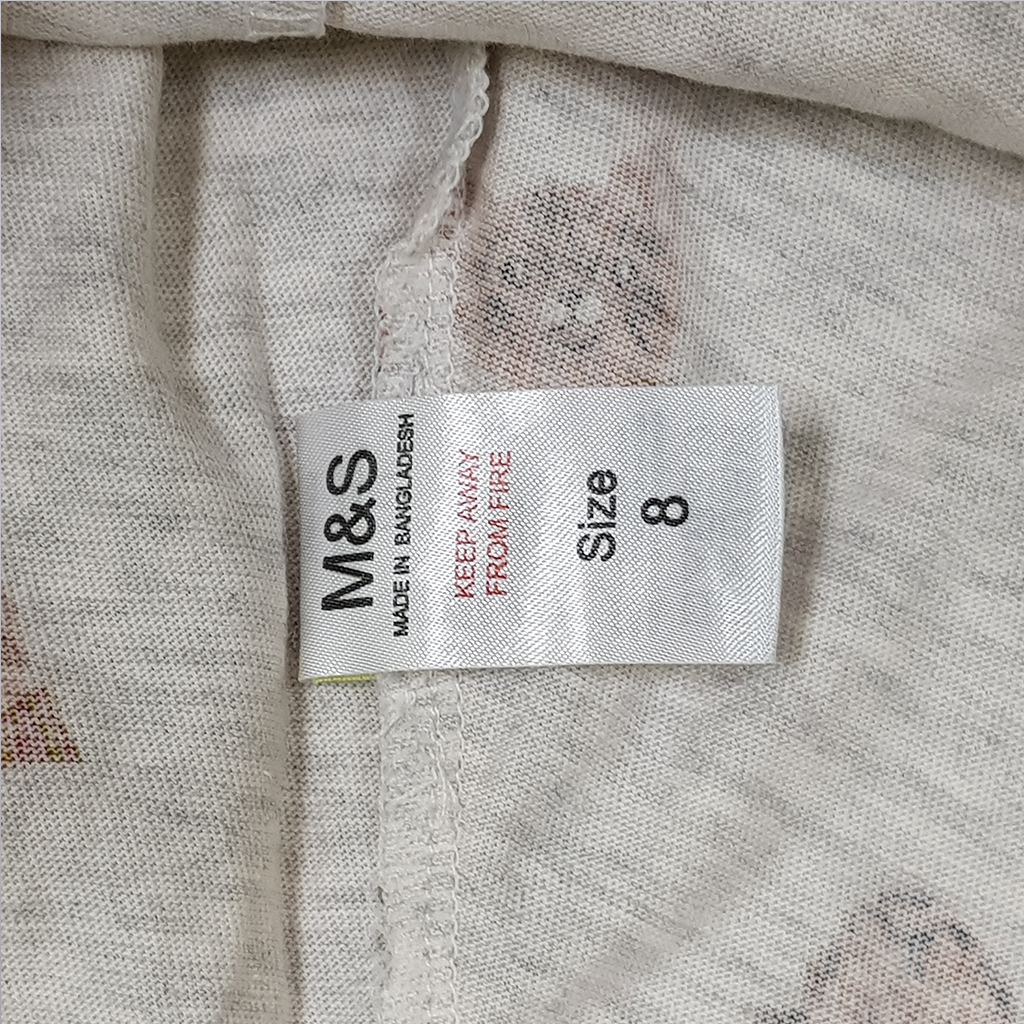 M&S
MADE IN BANGLADESH
KEEP AWAY
FROM FIRE
Size
8